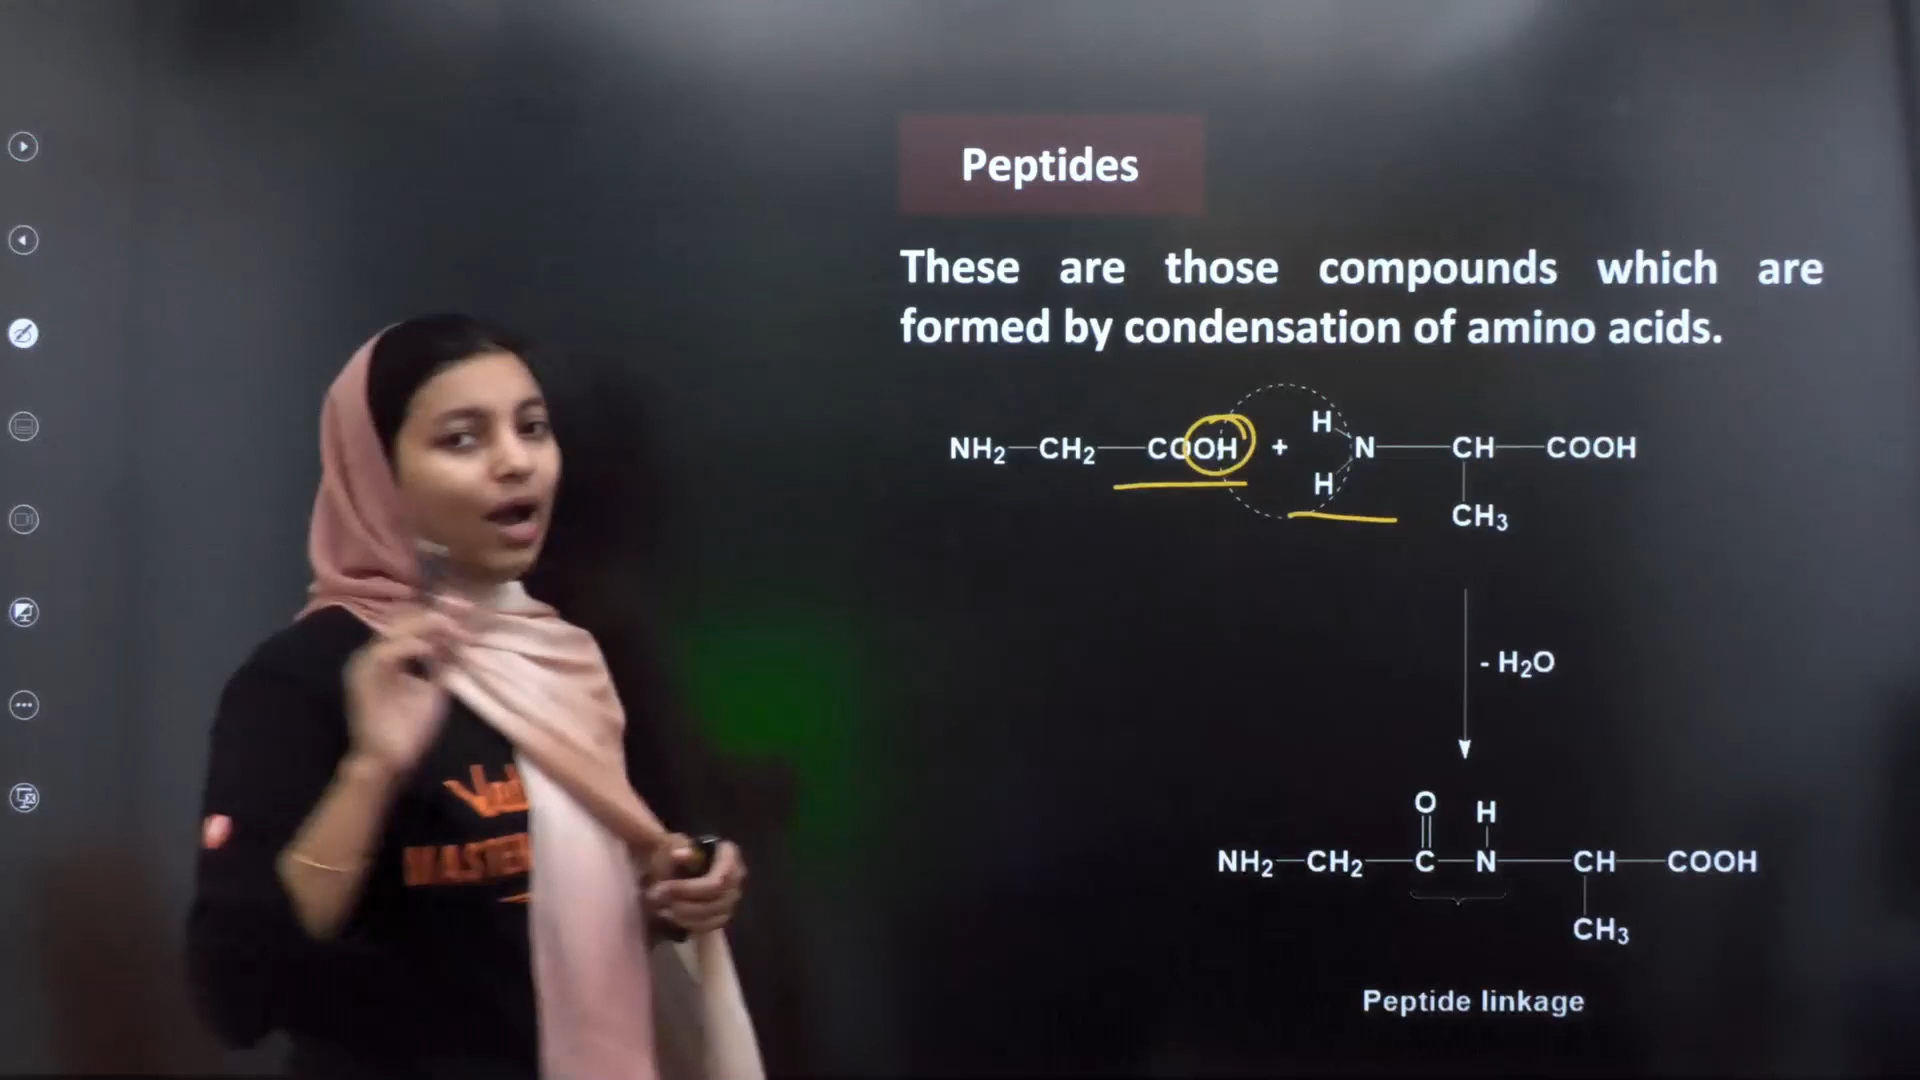 Peptides
These are those compounds which are
formed by condensation of amino acids.
H
NH₂—CH₂—COOH + N—CH—COOH
H
CH₃
- H₂O
O H
NH₂—CH₂—C—N—CH—COOH
CH₃
Peptide linkage